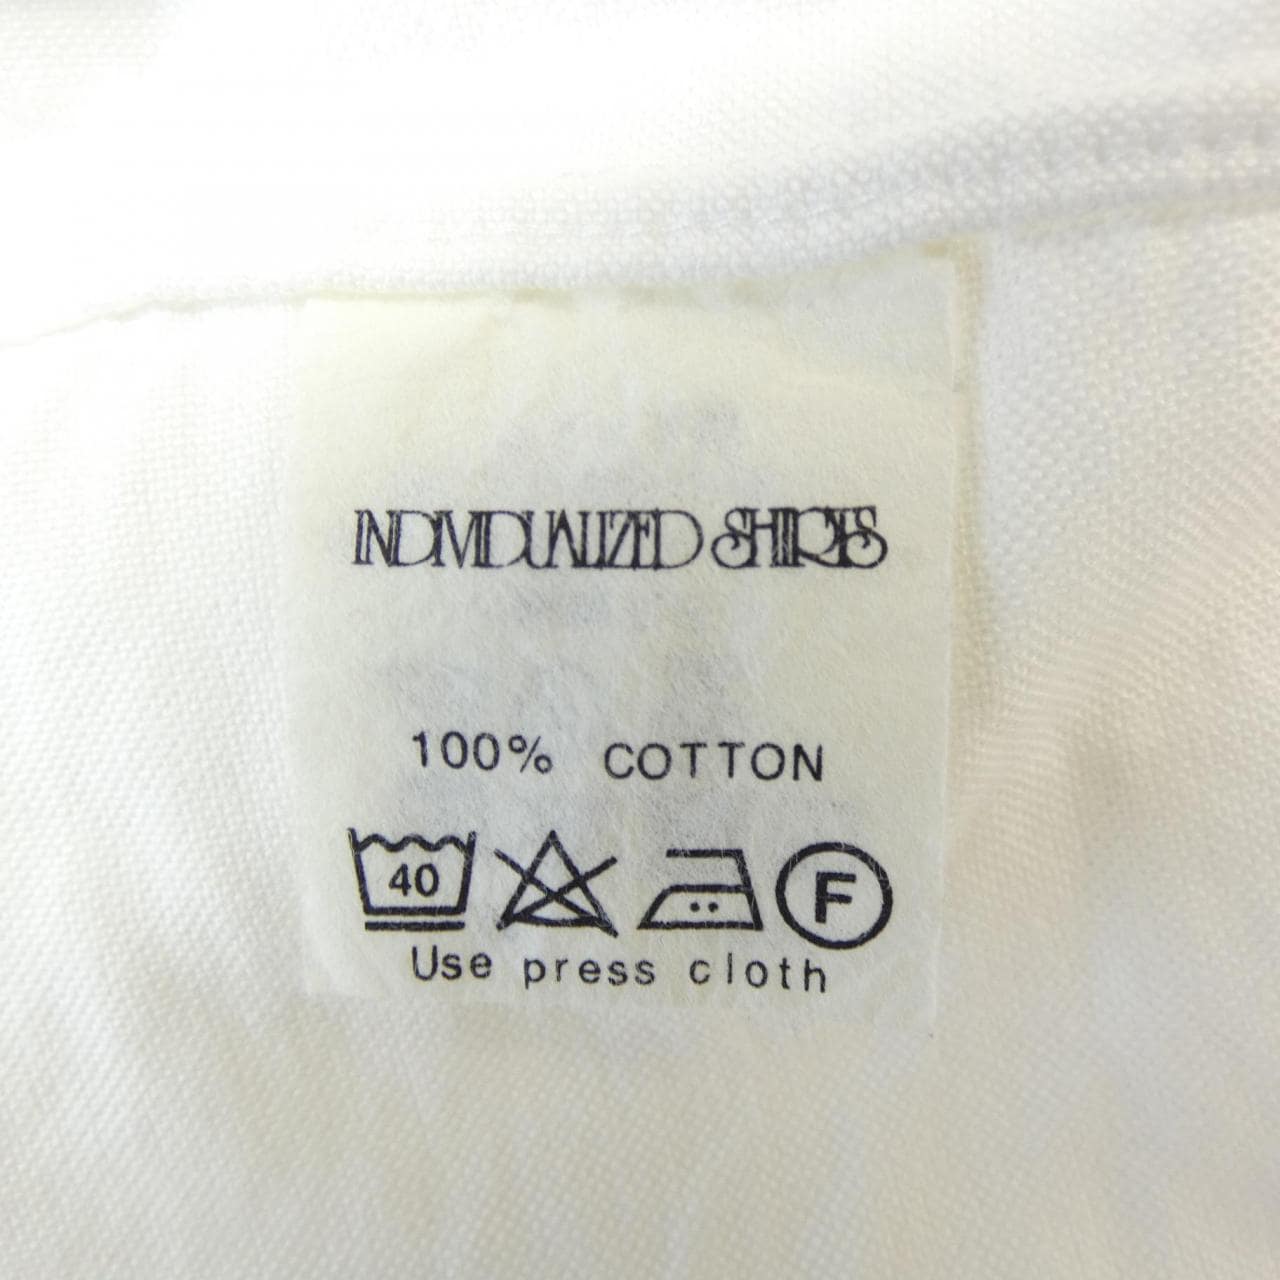 INDIVIDUALIZED SHIRTS
100% COTTON
40
F
Use press cloth